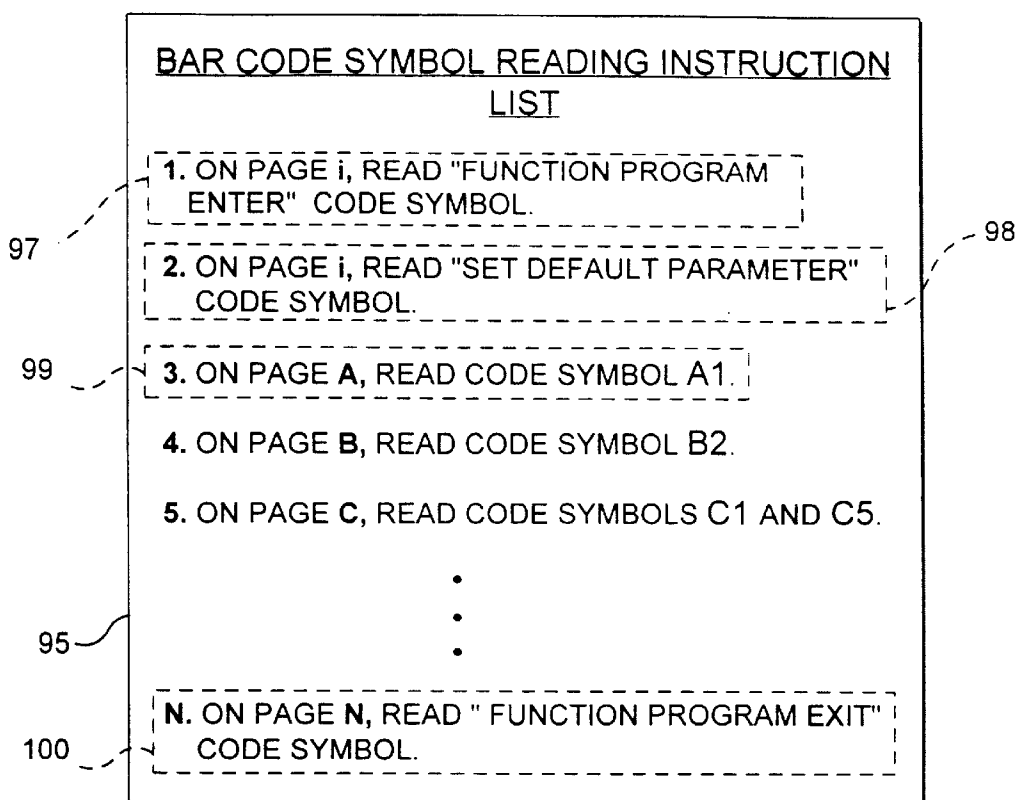 BAR CODE SYMBOL READING INSTRUCTION
LIST
1. ON PAGE i, READ "FUNCTION PROGRAM
ENTER" CODE SYMBOL.
97
2. ON PAGE i, READ "SET DEFAULT PARAMETER"
CODE SYMBOL.
98
99
3. ON PAGE A, READ CODE SYMBOL A1.
4. ON PAGE B, READ CODE SYMBOL B2.
5. ON PAGE C, READ CODE SYMBOLS C1 AND C5.
95
N. ON PAGE N, READ " FUNCTION PROGRAM EXIT"
CODE SYMBOL.
100